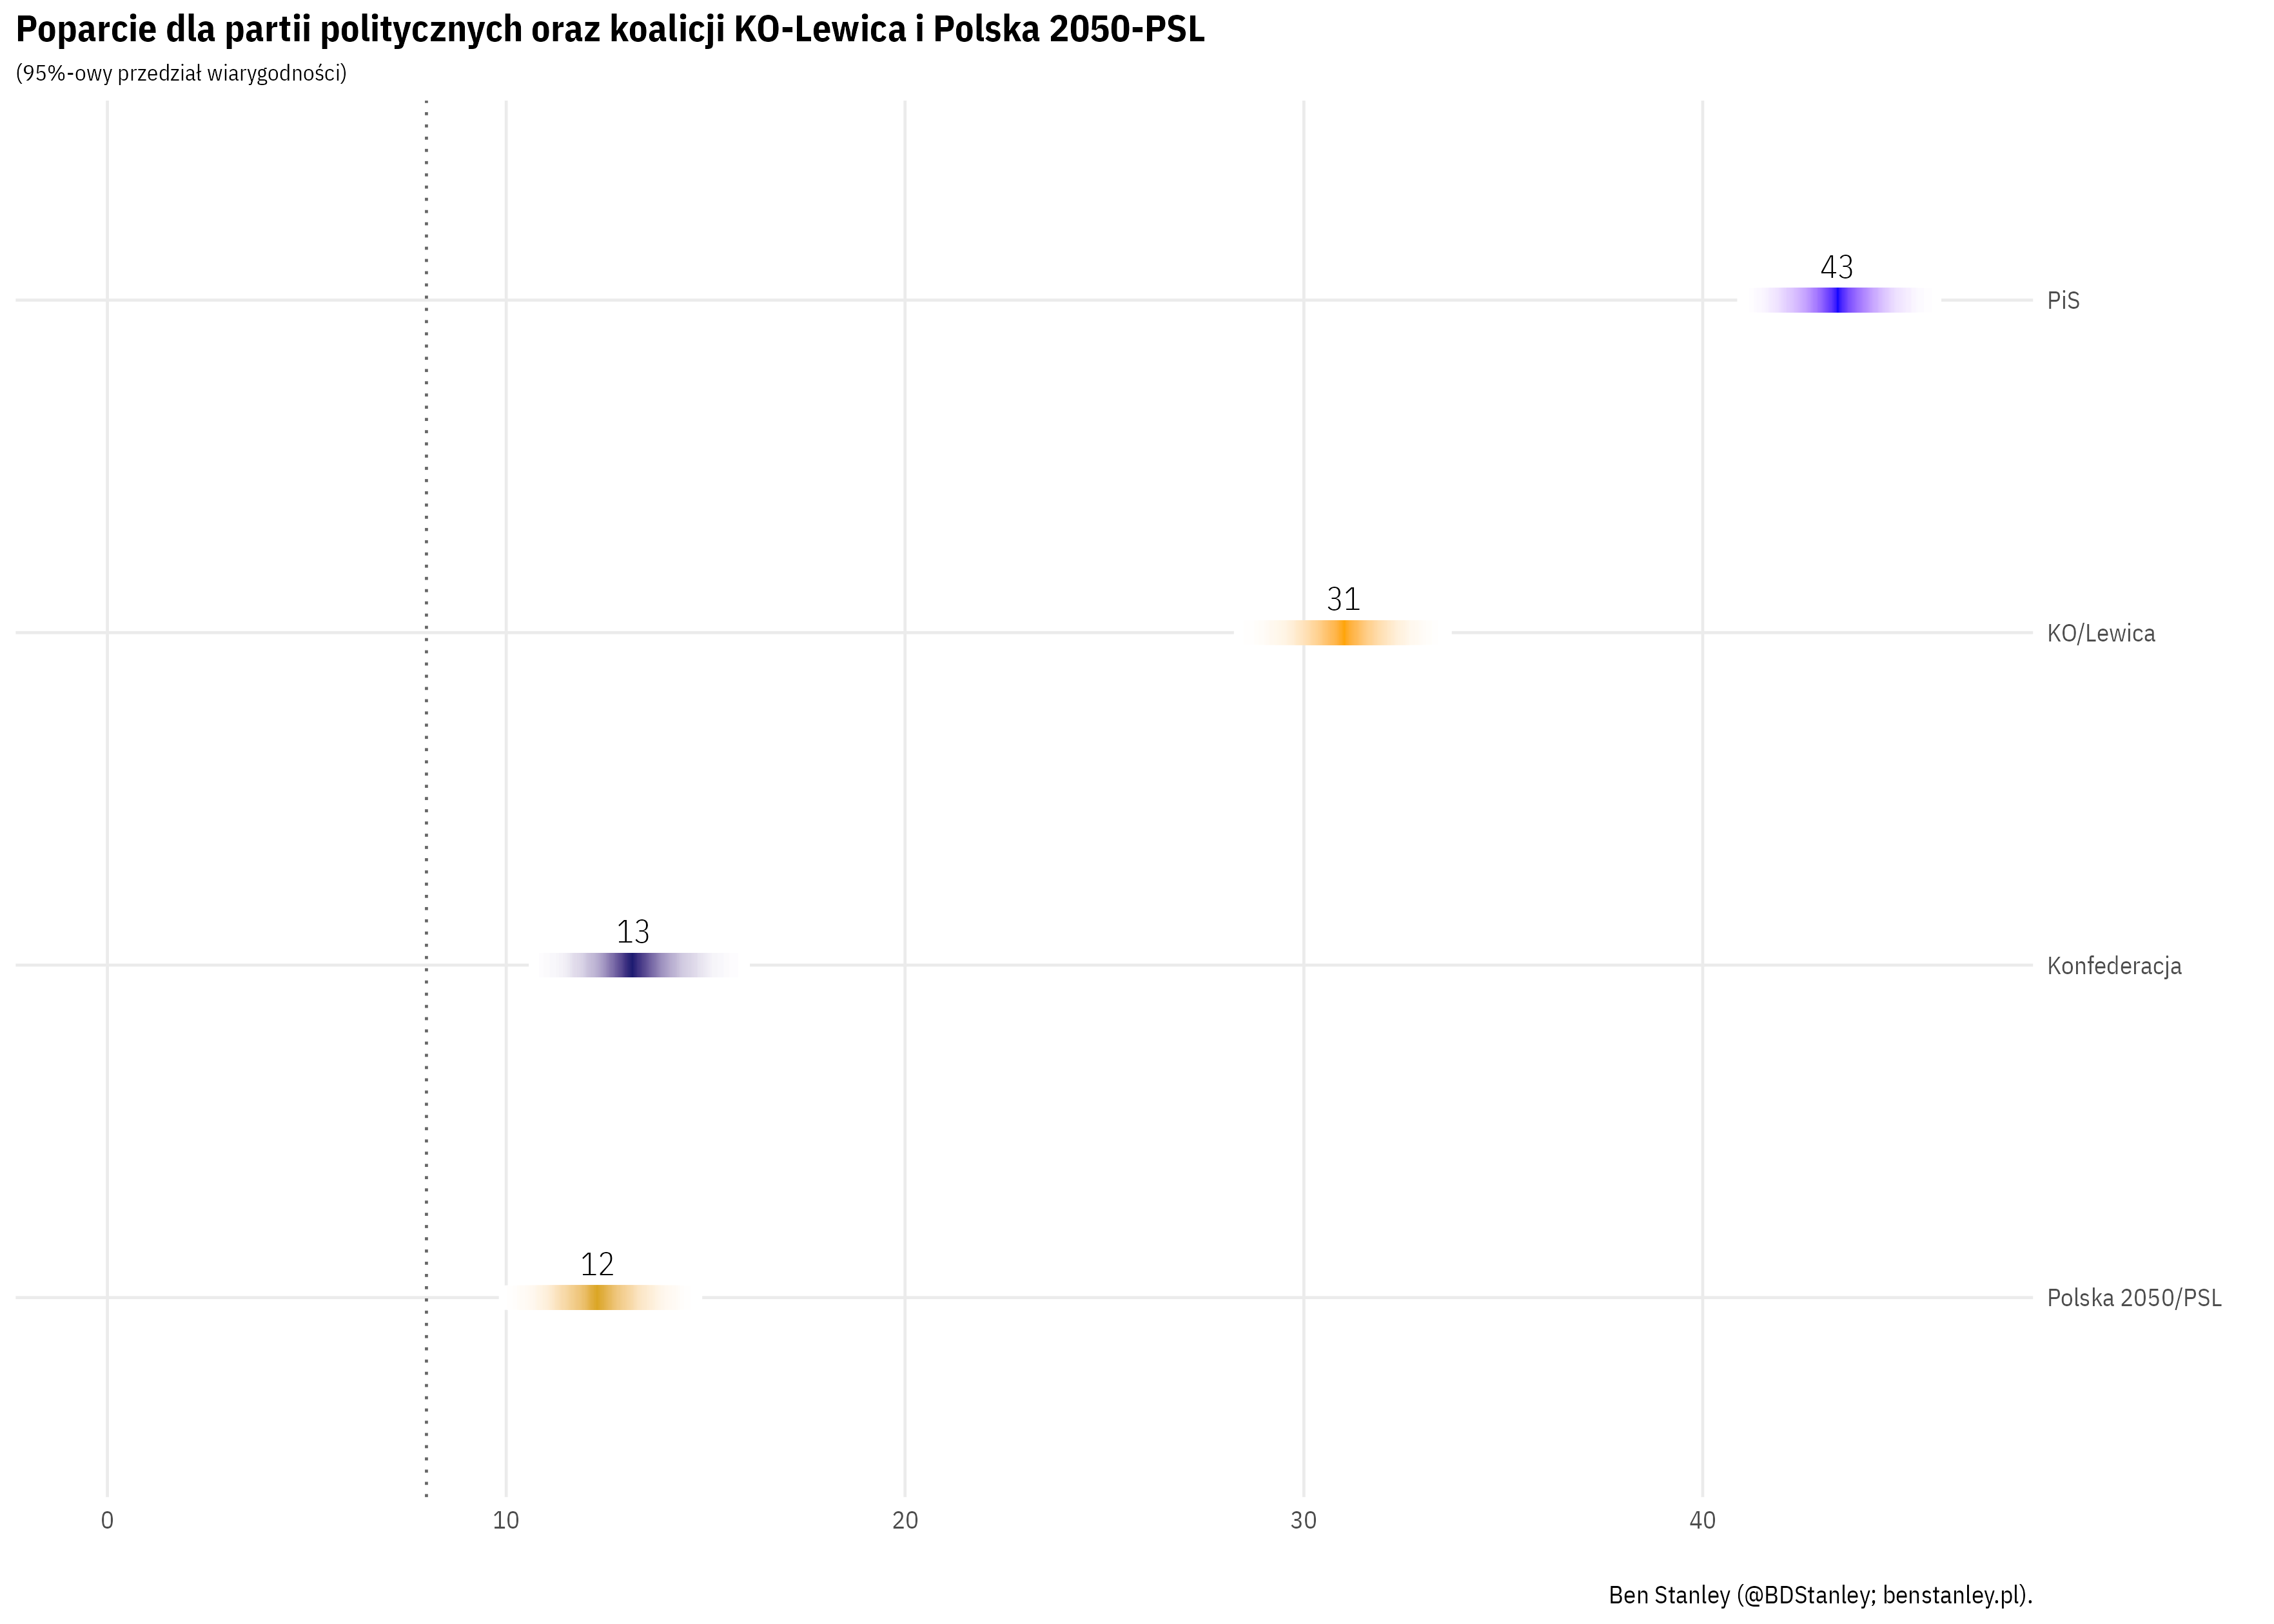 Poparcie dla partii politycznych oraz koalicji KO-Lewica i Polska 2050-PSL
(95%-owy przedział wiarygodności)
43
PiS
31
KO/Lewica
13
Konfederacja
12
Polska 2050/PSL
0 10 20 30 40
Ben Stanley (@BDStanley; benstanley.pl).